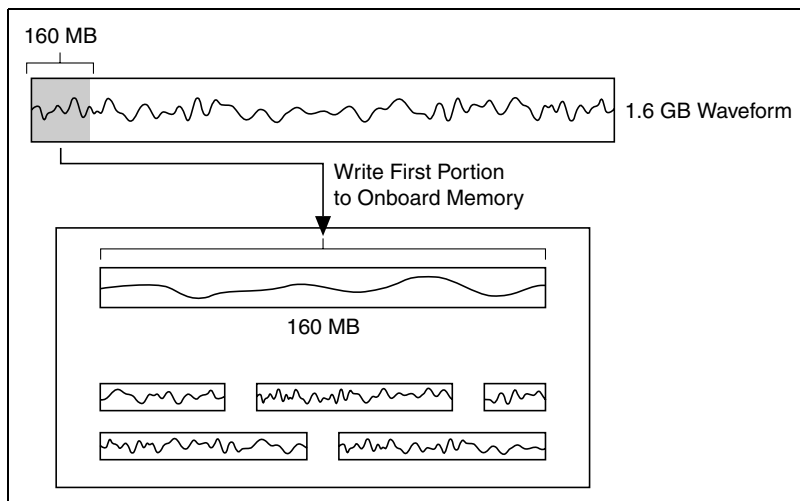 160 MB
1.6 GB Waveform
Write First Portion
to Onboard Memory
160 MB